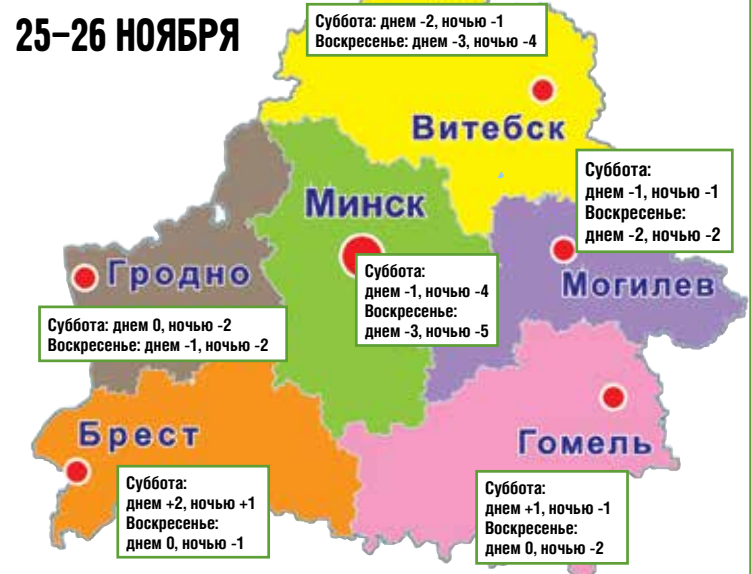 25–26 НОЯБРЯ
Суббота: днем -2, ночью -1
Воскресенье: днем -3, ночью -4
Витебск
Суббота:
днем -1, ночью -1
Воскресенье:
днем -2, ночью -2
Могилев
Минск
Суббота:
днем -1, ночью -4
Воскресенье:
днем -3, ночью -5
Гродно
Суббота: днем 0, ночью -2
Воскресенье: днем -1, ночью -2
Брест
Суббота:
днем +2, ночью +1
Воскресенье:
днем 0, ночью -1
Гомель
Суббота:
днем +1, ночью -1
Воскресенье:
днем 0, ночью -2